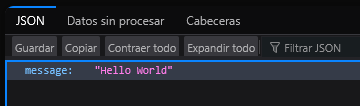 JSON Datos sin procesar Cabeceras
Guardar Copiar Contraer todo Expandir todo Filtrar JSON
message: "Hello World"